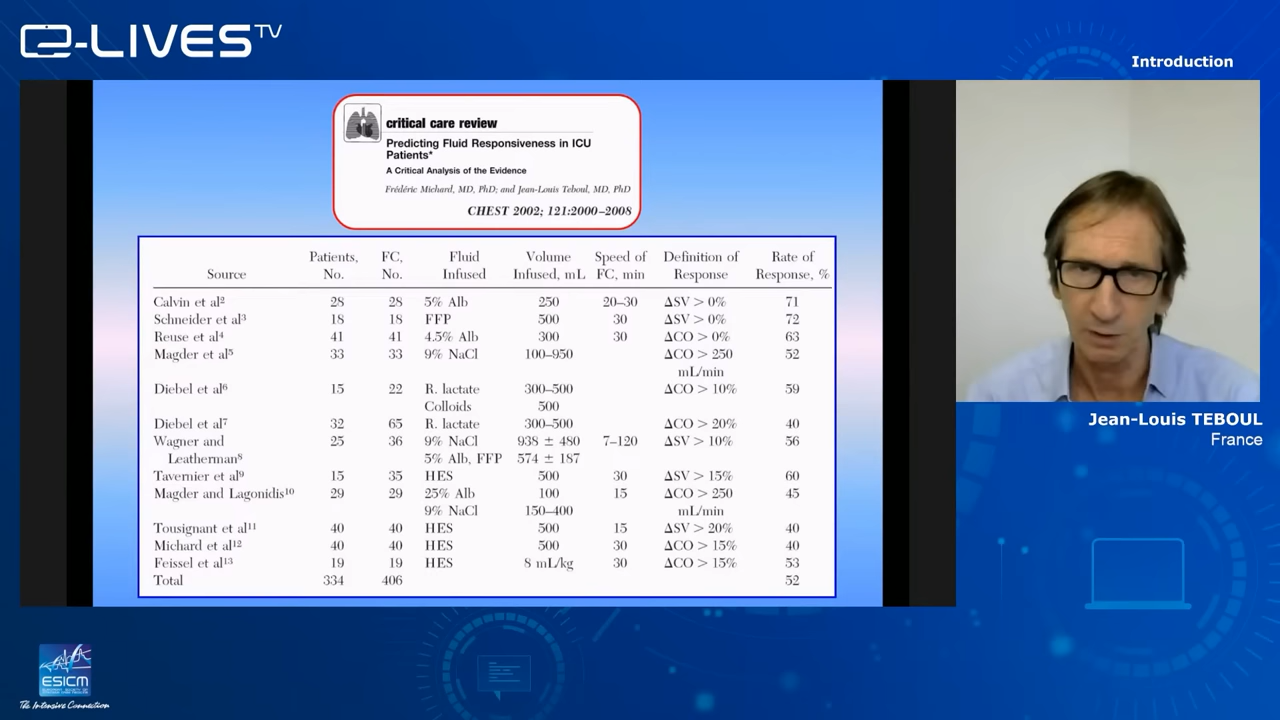 e-LIVES TV
Introduction
critical care review
Predicting Fluid Responsiveness in ICU
Patients*
A Critical Analysis of the Evidence
Frédéric Michard, MD, PhD; and Jean-Louis Teboul, MD, PhD
CHEST 2002; 121:2000–2008
Source Patients, No. FC, No. Fluid Infused Volume Infused, mL Speed of FC, min Definition of Response Rate of Response, %
Calvin et al² 28 28 5% Alb 250 20–30 ΔSV > 0% 71
Schneider et al³ 18 18 FFP 500 30 ΔSV > 0% 72
Reuse et al⁴ 41 41 4.5% Alb 300 30 ΔCO > 0% 63
Magder et al⁵ 33 33 9% NaCl 100–950 ΔCO > 250 52
mL/min
Diebel et al⁶ 15 22 R. lactate 300–500 ΔCO > 10% 59
Colloids 500
Diebel et al⁷ 32 65 R. lactate 300–500 ΔCO > 20% 40
Wagner and 25 36 9% NaCl 938 ± 480 7–120 ΔSV > 10% 56
Leatherman⁸ 5% Alb, FFP 574 ± 187
Tavernier et al⁹ 15 35 HES 500 30 ΔSV > 15% 60
Magder and Lagonidis¹⁰ 29 29 25% Alb 100 15 ΔCO > 250 45
9% NaCl 150–400 mL/min
Tousignant et al¹¹ 40 40 HES 500 15 ΔSV > 20% 40
Michard et al¹² 40 40 HES 500 30 ΔCO > 15% 40
Feissel et al¹³ 19 19 HES 8 mL/kg 30 ΔCO > 15% 53
Total 334 406 52
Jean-Louis TEBOUL
France
ESICM
The Intensive Connection